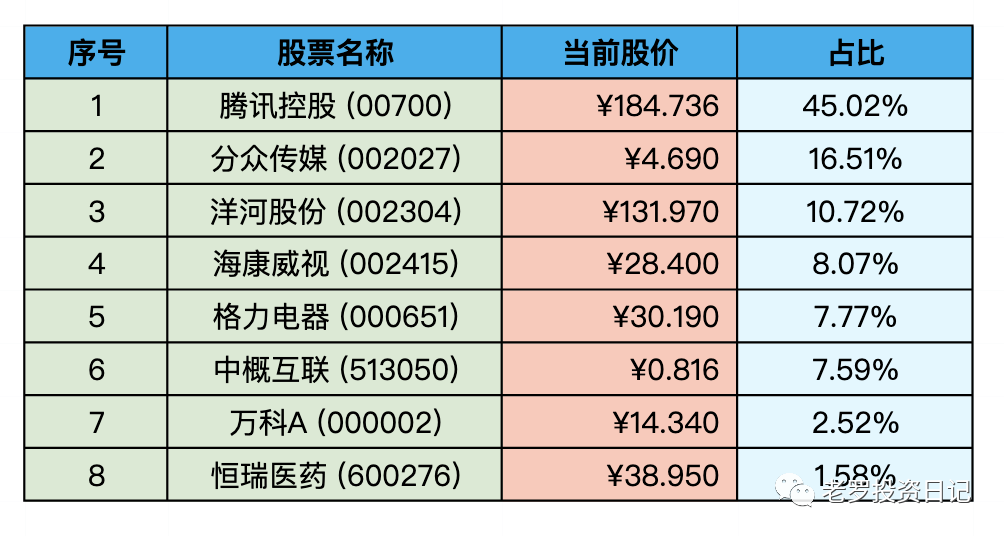 序号 股票名称 当前股价 占比
1 腾讯控股 (00700) ¥184.736 45.02%
2 分众传媒 (002027) ¥4.690 16.51%
3 洋河股份 (002304) ¥131.970 10.72%
4 海康威视 (002415) ¥28.400 8.07%
5 格力电器 (000651) ¥30.190 7.77%
6 中概互联 (513050) ¥0.816 7.59%
7 万科A (000002) ¥14.340 2.52%
8 恒瑞医药 (600276) ¥38.950 1.58%
老罗投资日记